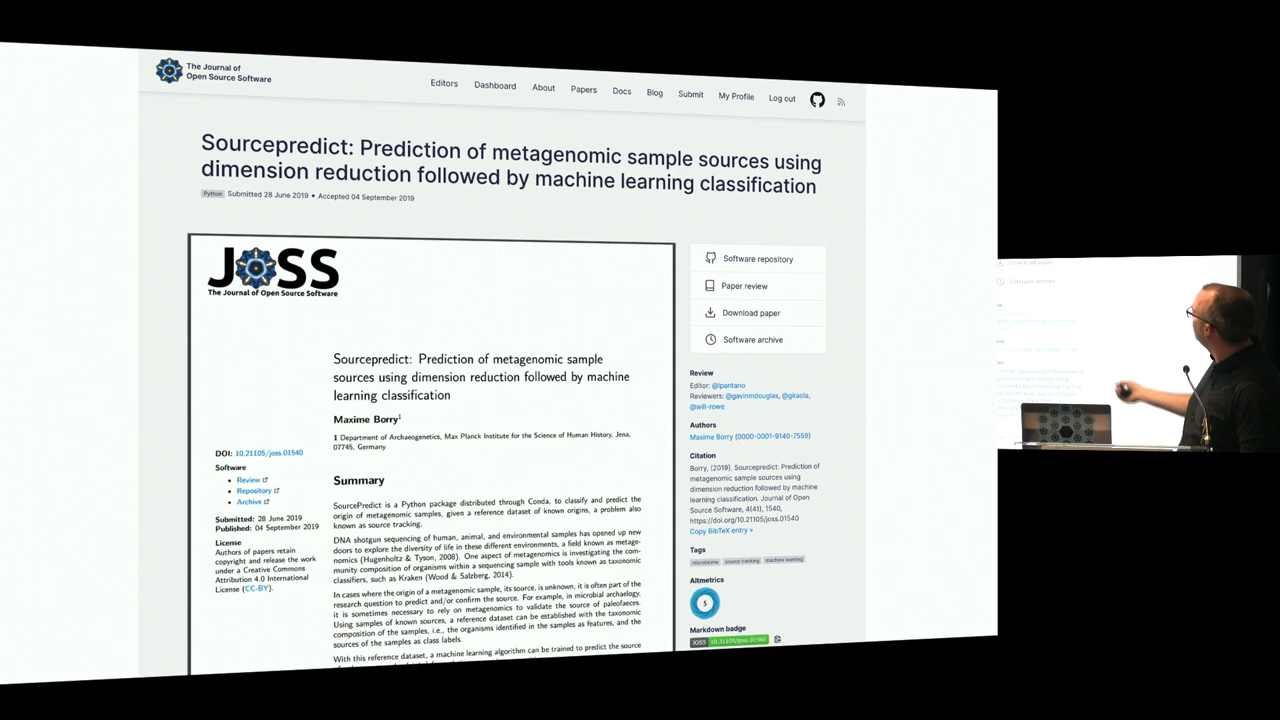 The Journal of
Open Source Software
Editors Dashboard About Papers Docs Blog Submit My Profile Log out
Sourcepredict: Prediction of metagenomic sample sources using
dimension reduction followed by machine learning classification
Python Submitted 28 June 2019 • Accepted 04 September 2019
JOSS
The Journal of Open Source Software
Sourcepredict: Prediction of metagenomic sample
sources using dimension reduction followed by machine
learning classification
Maxime Borry1
1 Department of Archaeogenetics, Max Planck Institute for the Science of Human History, Jena,
07745, Germany
DOI: 10.21105/joss.01540
Software
• Review
• Repository
• Archive
Submitted: 28 June 2019
Published: 04 September 2019
License
Authors of papers retain
copyright and release the work
under a Creative Commons
Attribution 4.0 International
License (CC-BY).
Summary
SourcePredict is a Python package distributed through Conda, to classify and predict the
origin of metagenomic samples, given a reference dataset of known origins, a problem also
known as source tracking.
DNA shotgun sequencing of human, animal, and environmental samples has opened up new
doors to explore the diversity of life in these different environments, a field known as metage-
nomics (Hugenholtz & Tyson, 2008). One aspect of metagenomics is investigating the com-
munity composition of organisms within a sequencing sample with tools known as taxonomic
classifiers, such as Kraken (Wood & Salzberg, 2014).
In cases where the origin of a metagenomic sample, its source, is unknown, it is often part of the
research question to predict and/or confirm the source. For example, in microbial archaelogy,
it is sometimes necessary to rely on metagenomics to validate the source of paleofaeces.
Using samples of known sources, a reference dataset can be established with the taxonomic
composition of the samples, i.e., the organisms identified in the samples as features, and the
sources of the samples as class labels.
With this reference dataset, a machine learning algorithm can be trained to predict the source
Software repository
Paper review
Download paper
Software archive
Review
Editor: @lpantano
Reviewers: @gavinmdouglas, @giraola,
@will-rowe
Authors
Maxime Borry (0000-0001-9140-7559)
Citation
Borry, (2019). Sourcepredict: Prediction of
metagenomic sample sources using
dimension reduction followed by machine
learning classification. Journal of Open
Source Software, 4(41), 1540,
https://doi.org/10.21105/joss.01540
Copy BibTeX entry »
Tags
microbiome source tracking machine learning
Altmetrics
5
Markdown badge
JOSS 10.21105/joss.01540
Download paper
Software archive